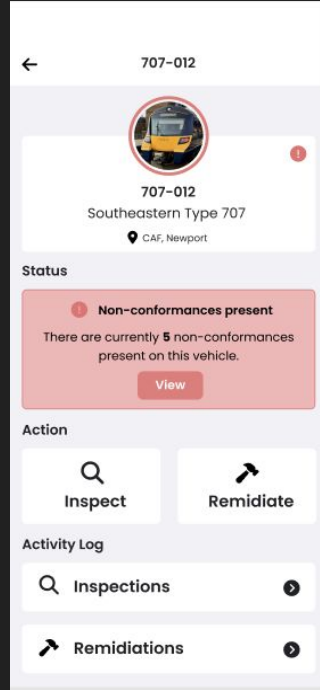 707-012
707-012
Southeastern Type 707
CAF, Newport
Status
Non-conformances present
There are currently 5 non-conformances
present on this vehicle.
View
Action
Inspect
Remidiate
Activity Log
Inspections
Remidiations